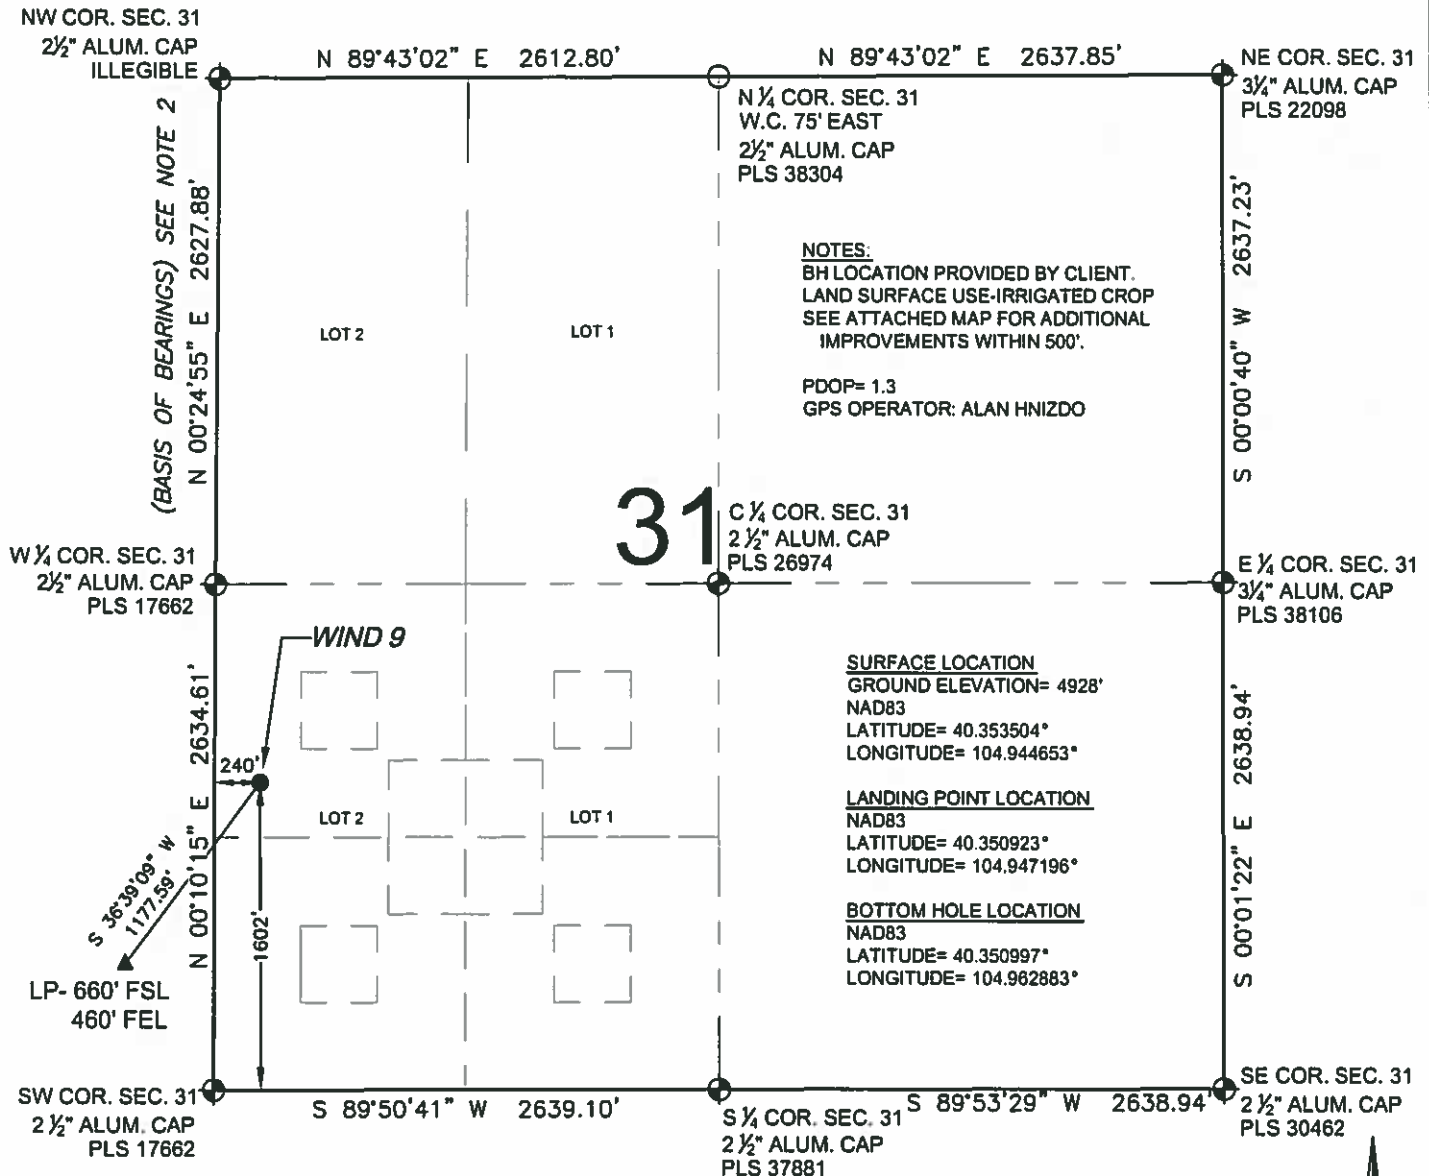 NW COR. SEC. 31
2½" ALUM. CAP
ILLEGIBLE
N 89°43'02" E 2612.80'
N 89°43'02" E 2637.85'
NE COR. SEC. 31
3¼" ALUM. CAP
PLS 22098
N ¼ COR. SEC. 31
W.C. 75' EAST
2½" ALUM. CAP
PLS 38304
(BASIS OF BEARINGS) SEE NOTE 2
N 00°24'55" E 2627.88'
S 00°00'40" W 2637.23'
NOTES:
BH LOCATION PROVIDED BY CLIENT.
LAND SURFACE USE-IRRIGATED CROP
SEE ATTACHED MAP FOR ADDITIONAL
IMPROVEMENTS WITHIN 500'.
PDOP= 1.3
GPS OPERATOR: ALAN HNIZDO
LOT 2
LOT 1
31
C ¼ COR. SEC. 31
2 ½" ALUM. CAP
PLS 26974
W ¼ COR. SEC. 31
2½" ALUM. CAP
PLS 17662
E ¼ COR. SEC. 31
3¼" ALUM. CAP
PLS 38106
WIND 9
N 00°10'15" E 2634.61'
240'
1602'
LOT 2
LOT 1
S 36°39'09" W
1177.59'
LP- 660' FSL
460' FEL
SURFACE LOCATION
GROUND ELEVATION= 4928'
NAD83
LATITUDE= 40.353504°
LONGITUDE= 104.944653°
LANDING POINT LOCATION
NAD83
LATITUDE= 40.350923°
LONGITUDE= 104.947196°
BOTTOM HOLE LOCATION
NAD83
LATITUDE= 40.350997°
LONGITUDE= 104.962883°
S 00°01'22" E 2638.94'
SW COR. SEC. 31
2 ½" ALUM. CAP
PLS 17662
S 89°50'41" W 2639.10'
S ¼ COR. SEC. 31
2 ½" ALUM. CAP
PLS 37881
S 89°53'29" W 2638.94'
SE COR. SEC. 31
2 ½" ALUM. CAP
PLS 30462